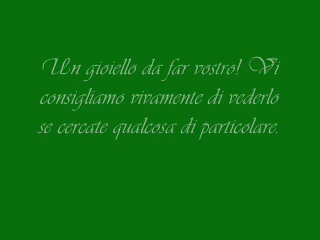 Un gioiello da far vostro! Vi
consigliamo vivamente di vederlo
se cercate qualcosa di particolare.